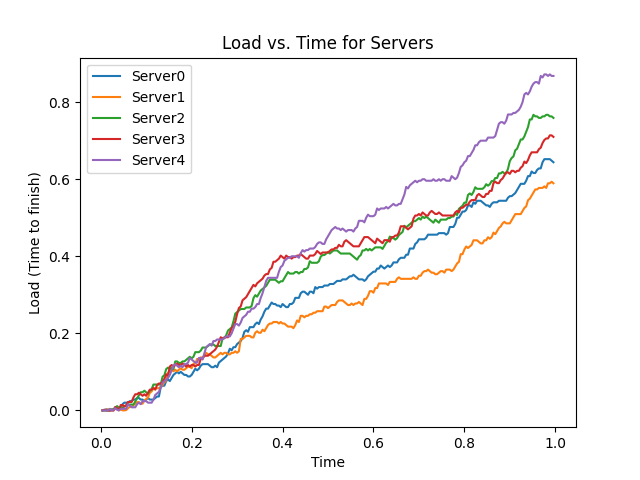 Load vs. Time for Servers
Server0
Server1
Server2
Server3
Server4
Load (Time to finish)
0.8
0.6
0.4
0.2
0.0
0.0 0.2 0.4 0.6 0.8 1.0
Time